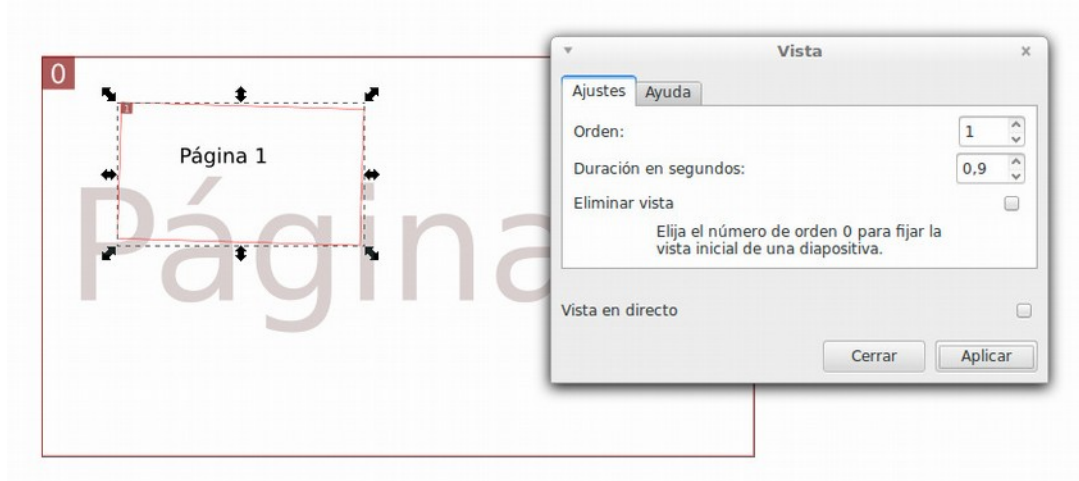 0
1
Página 1
Página
Vista
Ajustes Ayuda
Orden: 1
Duración en segundos: 0,9
Eliminar vista
Elija el número de orden 0 para fijar la
vista inicial de una diapositiva.
Vista en directo
Cerrar Aplicar